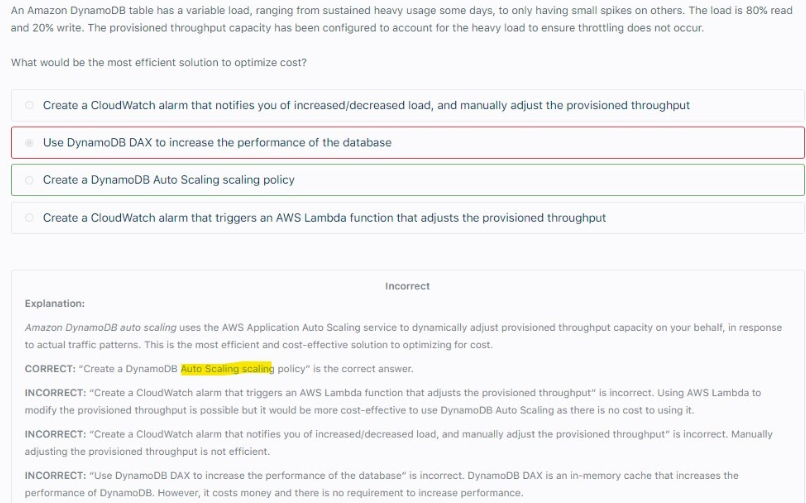 An Amazon DynamoDB table has a variable load, ranging from sustained heavy usage some days, to only having small spikes on others. The load is 80% read
and 20% write. The provisioned throughput capacity has been configured to account for the heavy load to ensure throttling does not occur.
What would be the most efficient solution to optimize cost?
Create a CloudWatch alarm that notifies you of increased/decreased load, and manually adjust the provisioned throughput
Use DynamoDB DAX to increase the performance of the database
Create a DynamoDB Auto Scaling scaling policy
Create a CloudWatch alarm that triggers an AWS Lambda function that adjusts the provisioned throughput
Incorrect
Explanation:
Amazon DynamoDB auto scaling uses the AWS Application Auto Scaling service to dynamically adjust provisioned throughput capacity on your behalf, in response
to actual traffic patterns. This is the most efficient and cost-effective solution to optimizing for cost.
CORRECT: "Create a DynamoDB Auto Scaling scaling policy" is the correct answer.
INCORRECT: "Create a CloudWatch alarm that triggers an AWS Lambda function that adjusts the provisioned throughput" is incorrect. Using AWS Lambda to
modify the provisioned throughput is possible but it would be more cost-effective to use DynamoDB Auto Scaling as there is no cost to using it.
INCORRECT: "Create a CloudWatch alarm that notifies you of increased/decreased load, and manually adjust the provisioned throughput" is incorrect. Manually
adjusting the provisioned throughput is not efficient.
INCORRECT: "Use DynamoDB DAX to increase the performance of the database" is incorrect. DynamoDB DAX is an in-memory cache that increases the
performance of DynamoDB. However, it costs money and there is no requirement to increase performance.